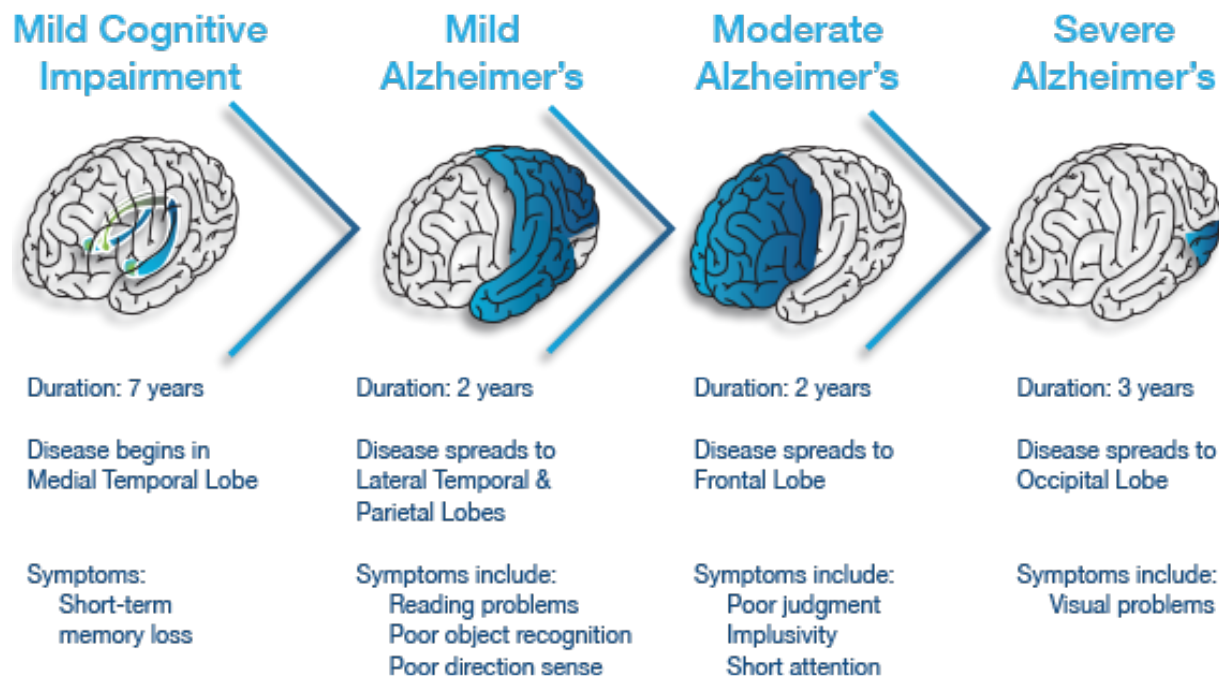 Mild Cognitive
Impairment
Mild
Alzheimer's
Moderate
Alzheimer's
Severe
Alzheimer's
Duration: 7 years
Disease begins in
Medial Temporal Lobe
Symptoms:
Short-term
memory loss
Duration: 2 years
Disease spreads to
Lateral Temporal &
Parietal Lobes
Symptoms include:
Reading problems
Poor object recognition
Poor direction sense
Duration: 2 years
Disease spreads to
Frontal Lobe
Symptoms include:
Poor judgment
Implusivity
Short attention
Duration: 3 years
Disease spreads to
Occipital Lobe
Symptoms include:
Visual problems